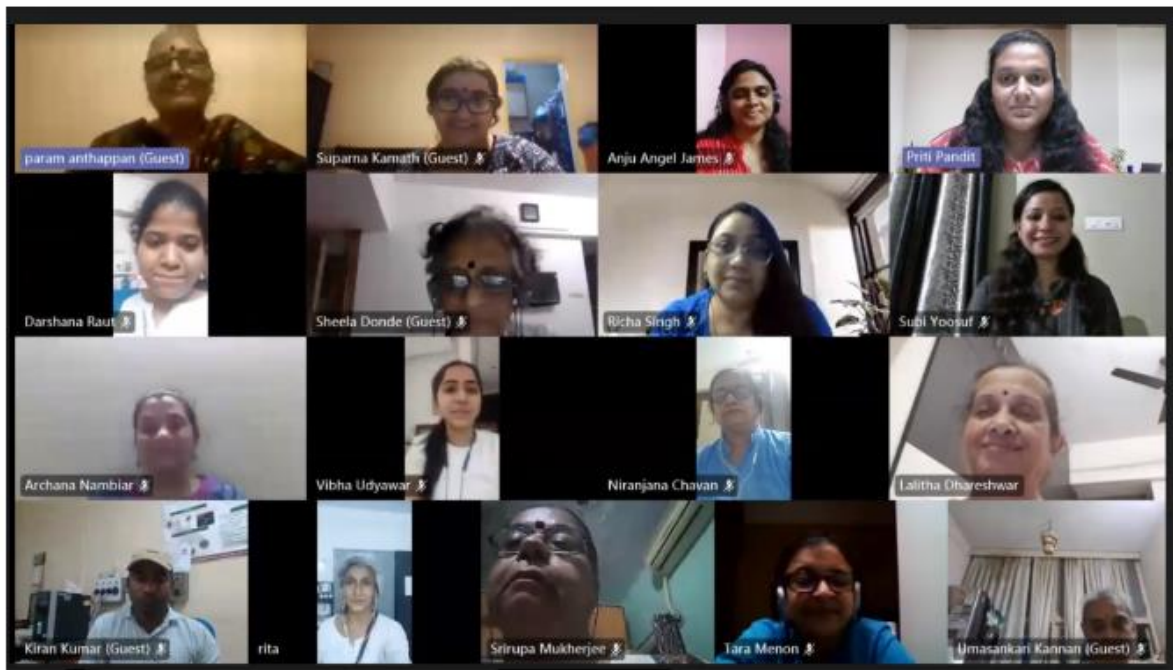 param anthappan (Guest)
Suparna Kamath (Guest)
Anju Angel James
Priti Pandit
Darshana Raut
Sheela Donde (Guest)
Richa Singh
Subi Yoosuf
Archana Nambiar
Vibha Udyawar
Niranjana Chavan
Lalitha Dhareshwar
Kiran Kumar (Guest)
rita
Srirupa Mukherjee
Tara Menon
Umasankari Kannan (Guest)